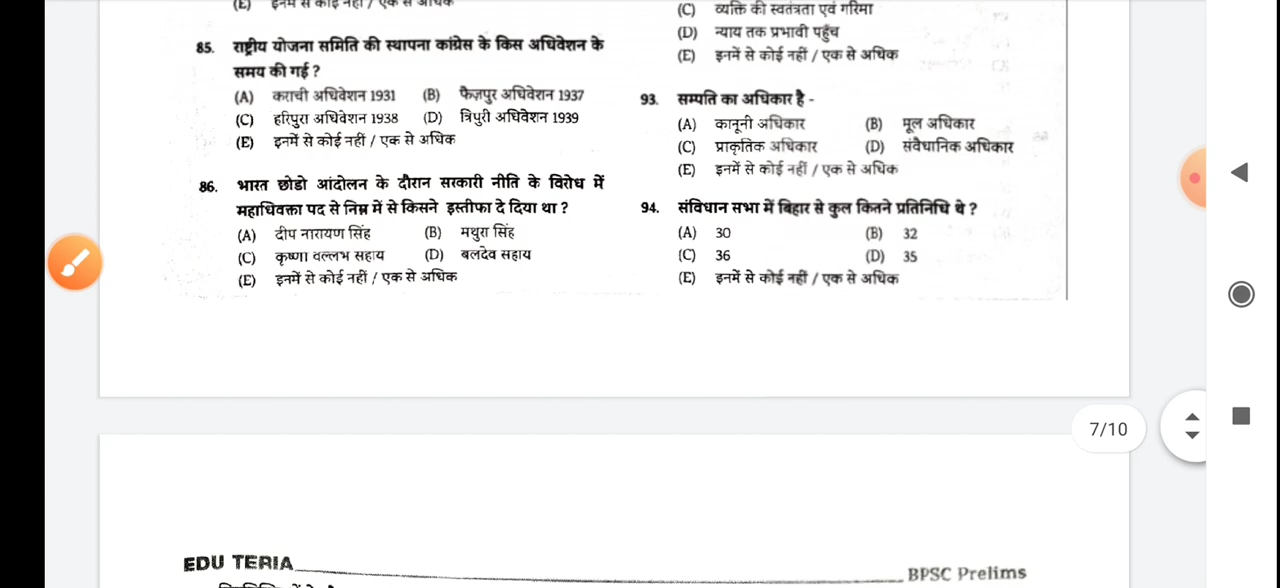 (E) इनमें से कोई नहीं / एक से अधिक
85. राष्ट्रीय योजना समिति की स्थापना कांग्रेस के किस अधिवेशन के
समय की गई ?
(A) कराची अधिवेशन 1931 (B) फैज़पुर अधिवेशन 1937
(C) हरिपुरा अधिवेशन 1938 (D) त्रिपुरी अधिवेशन 1939
(E) इनमें से कोई नहीं / एक से अधिक
86. भारत छोडो आंदोलन के दौरान सरकारी नीति के विरोध में
महाधिवक्ता पद से निम्न में से किसने इस्तीफा दे दिया था ?
(A) दीप नारायण सिंह (B) मथुरा सिंह
(C) कृष्णा वल्लभ सहाय (D) बलदेव सहाय
(E) इनमें से कोई नहीं / एक से अधिक
(C) व्यक्ति की स्वतंत्रता एवं गरिमा
(D) न्याय तक प्रभावी पहुँच
(E) इनमें से कोई नहीं / एक से अधिक
93. सम्पति का अधिकार है -
(A) कानूनी अधिकार (B) मूल अधिकार
(C) प्राकृतिक अधिकार (D) संवैधानिक अधिकार
(E) इनमें से कोई नहीं / एक से अधिक
94. संविधान सभा में बिहार से कुल कितने प्रतिनिधि थे ?
(A) 30 (B) 32
(C) 36 (D) 35
(E) इनमें से कोई नहीं / एक से अधिक
7/10
EDU TERIA
BPSC Prelims